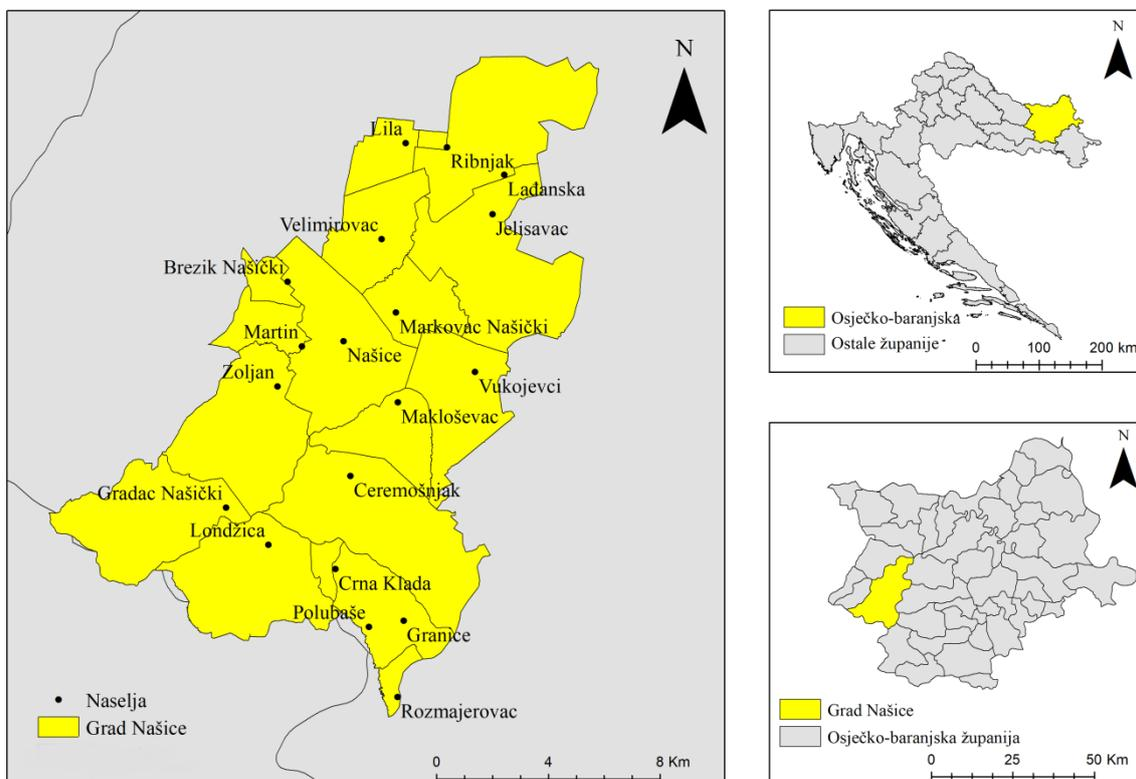 N
Lila
Ribnjak
Lađanska
Jelisavac
Velimirovac
Brezik Našički
Markovac Našički
Martin
Našice
Zoljan
Vukojevci
Makloševac
Ceremošnjak
Gradac Našički
Londžica
Crna Klada
Polubaše
Granice
Rozmajerovac
Naselja
Grad Našice
0 4 8 Km
N
Osječko-baranjska
Ostale županije
0 100 200 km
N
Grad Našice
Osječko-baranjska županija
0 25 50 Km